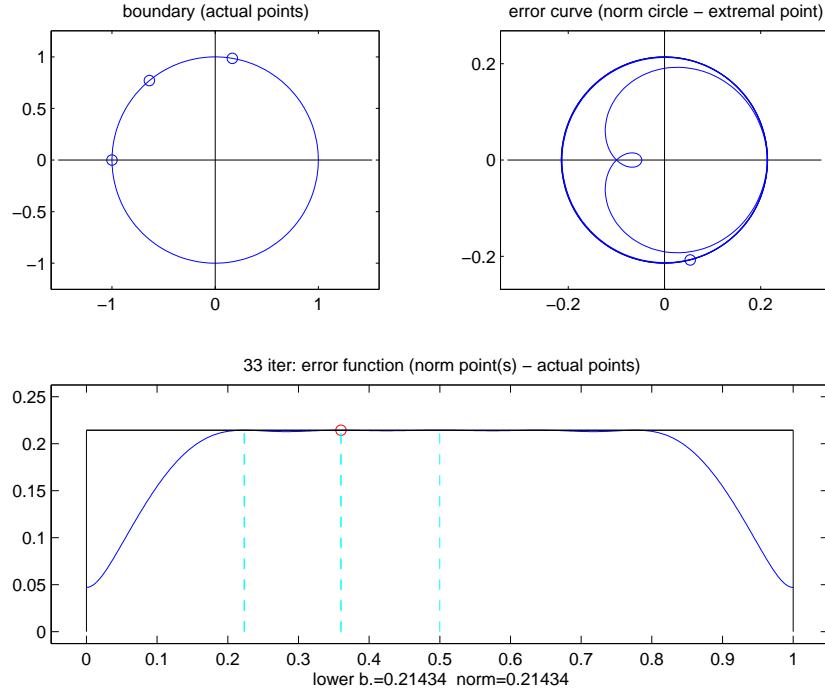 boundary (actual points)
1
0.5
0
−0.5
−1
−1 0 1
error curve (norm circle − extremal point)
0.2
0
−0.2
−0.2 0 0.2
33 iter: error function (norm point(s) − actual points)
0.25
0.2
0.15
0.1
0.05
0
0 0.1 0.2 0.3 0.4 0.5 0.6 0.7 0.8 0.9 1
lower b.=0.21434 norm=0.21434